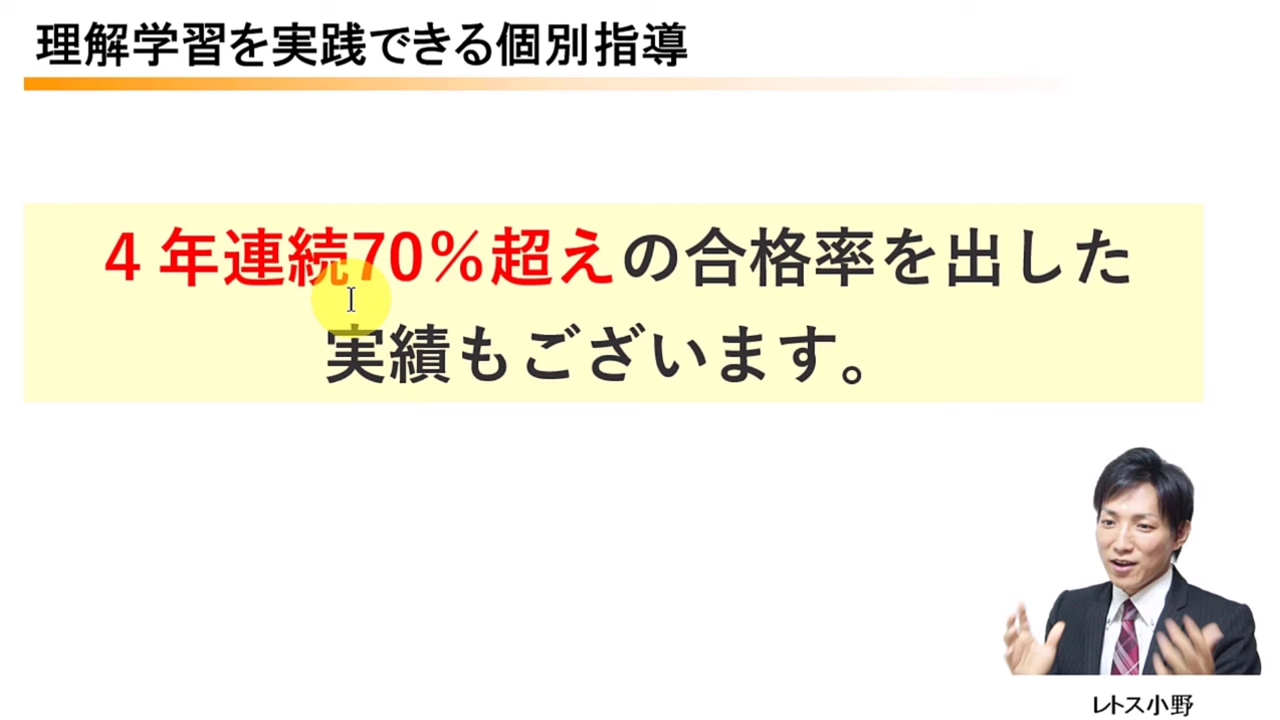 理解学習を実践できる個別指導
４年連続70％超えの合格率を出した
実績もございます。
レトス小野